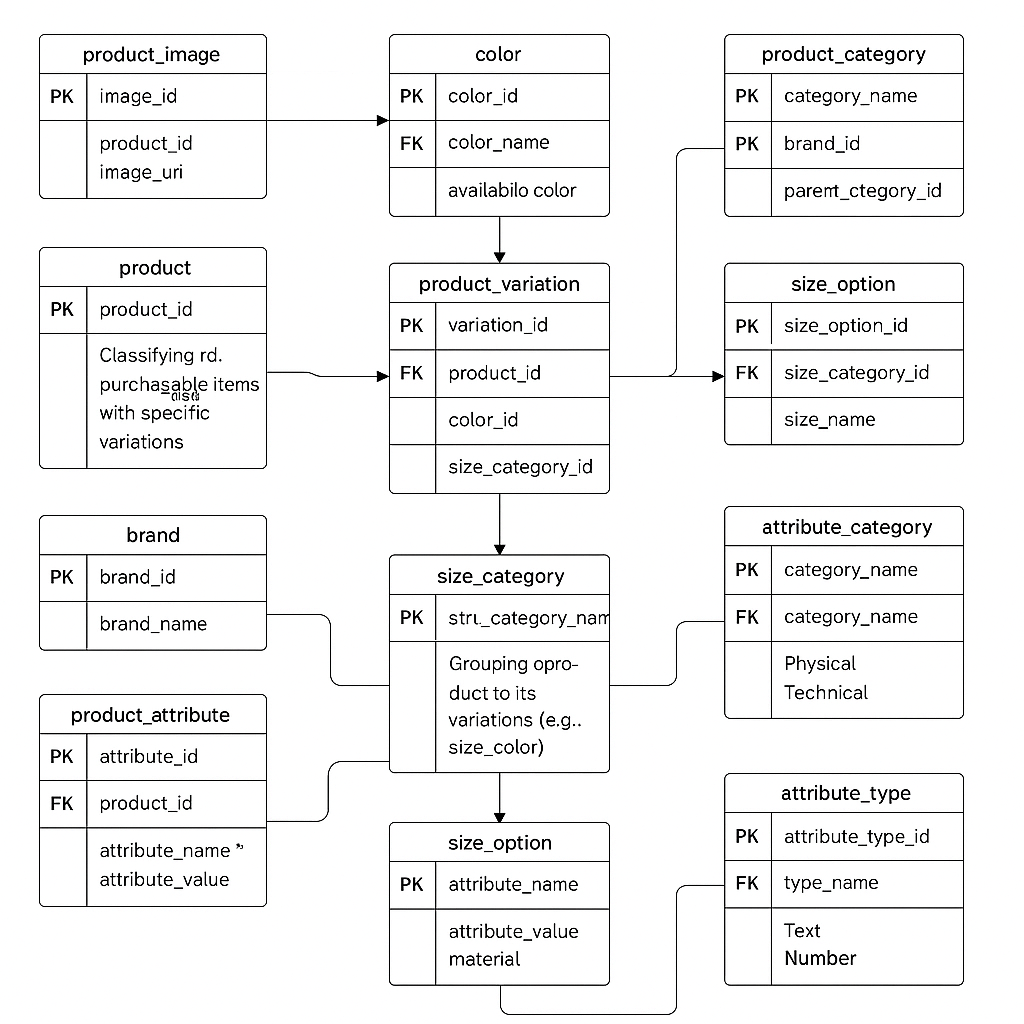 product_image
PK image_id
product_id
image_uri
color
PK color_id
FK color_name
availabilo color
product_category
PK category_name
PK brand_id
parent_ctegory_id
product
PK product_id
Classifying rd.
purchasable items
with specific
variations
product_variation
PK variation_id
FK product_id
color_id
size_category_id
size_option
PK size_option_id
FK size_category_id
size_name
brand
PK brand_id
brand_name
size_category
PK stru_category_nam
Grouping opro-
duct to its
variations (e.g..
size_color)
attribute_category
PK category_name
FK category_name
Physical
Technical
product_attribute
PK attribute_id
FK product_id
attribute_name
attribute_value
size_option
PK attribute_name
attribute_value
material
attribute_type
PK attribute_type_id
FK type_name
Text
Number